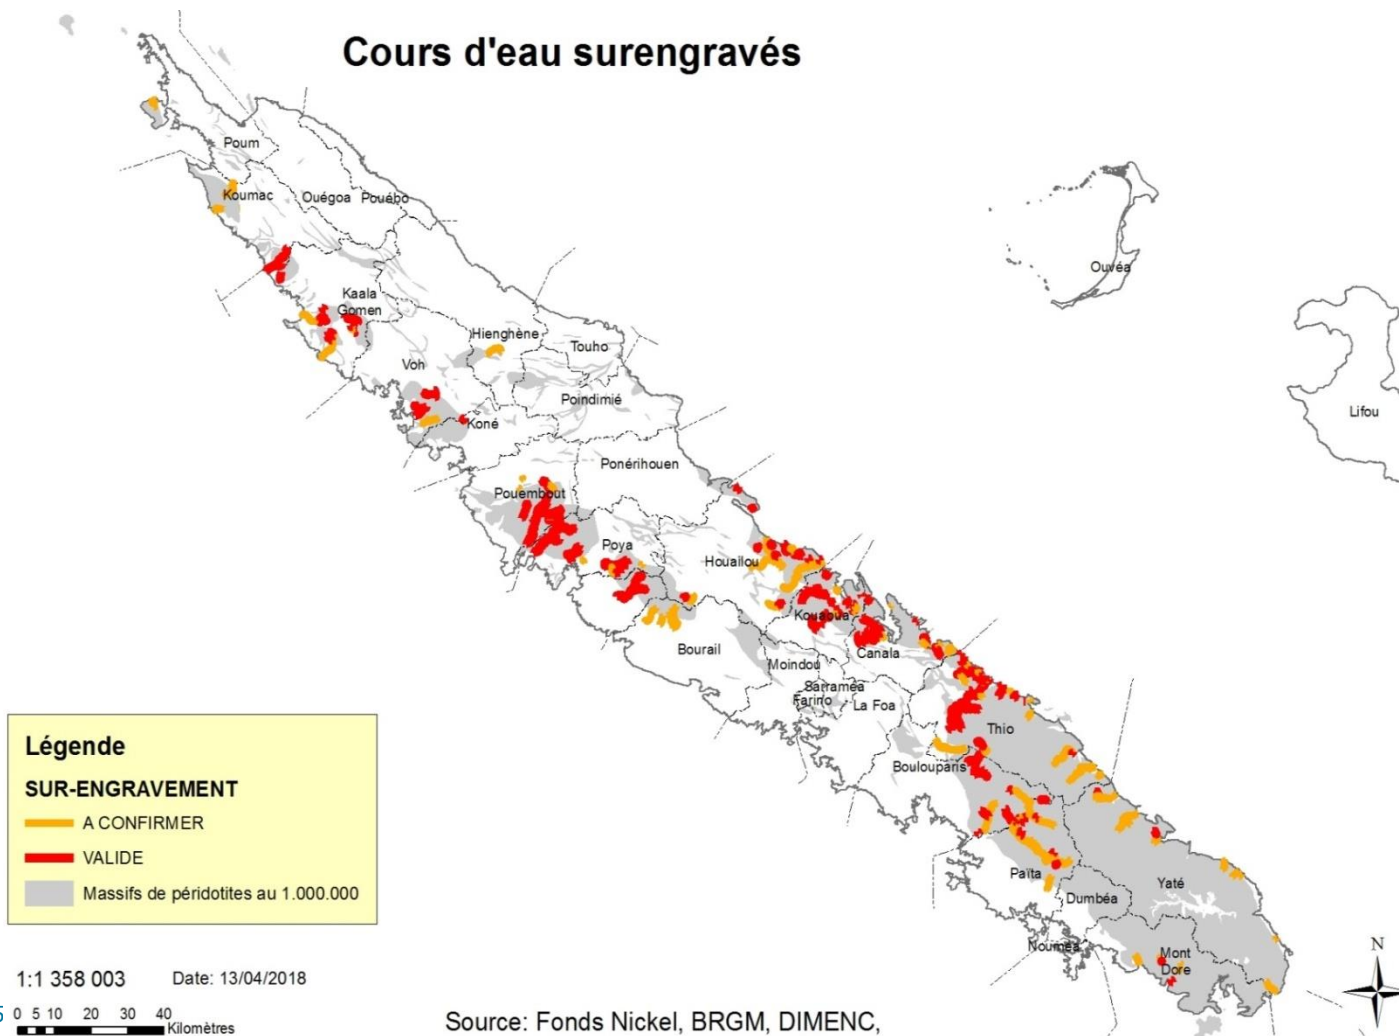 Cours d'eau surengravés
Poum
Koumac
Ouégoa
Pouébo
Ouvéa
Kaala
Gomen
Hienghène
Touho
Voh
Poindimié
Lifou
Koné
Ponérihouen
Pouembout
Poya
Houaïlou
Kouaoua
Bourail
Canala
Moindou
Sarraméa
Farino
La Foa
Thio
Boulouparis
Païta
Yaté
Dumbéa
Nouméa
Mont
Dore
Légende
SUR-ENGRAVEMENT
A CONFIRMER
VALIDE
Massifs de péridotites au 1.000.000
N
1:1 358 003 Date: 13/04/2018
0 5 10 20 30 40
Kilomètres
Source: Fonds Nickel, BRGM, DIMENC,